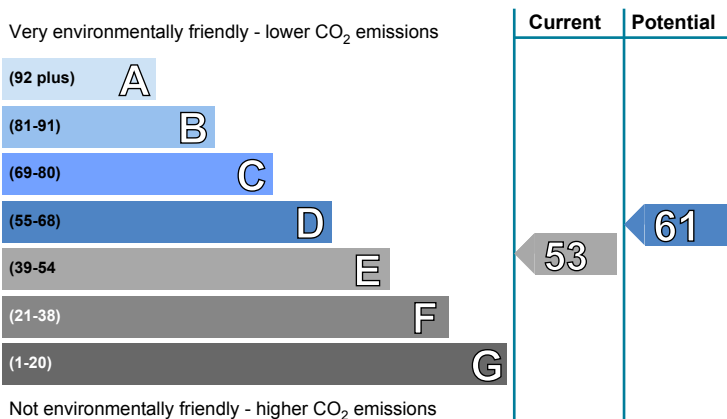 Very environmentally friendly - lower CO₂ emissions
Current
Potential
(92 plus) A
(81-91) B
(69-80) C
(55-68) D
(39-54 E
(21-38) F
(1-20) G
53
61
Not environmentally friendly - higher CO₂ emissions